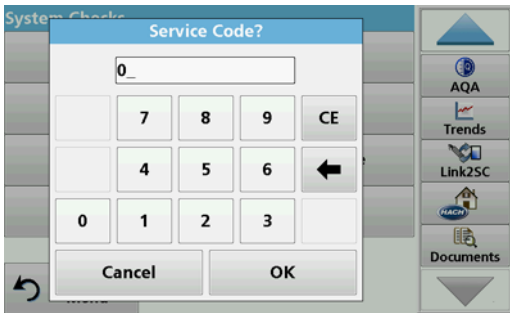 System Checks
Service Code?
0_
7 8 9 CE
4 5 6
0 1 2 3
Cancel OK
Menu
AQA
Trends
Link2SC
HACH
Documents